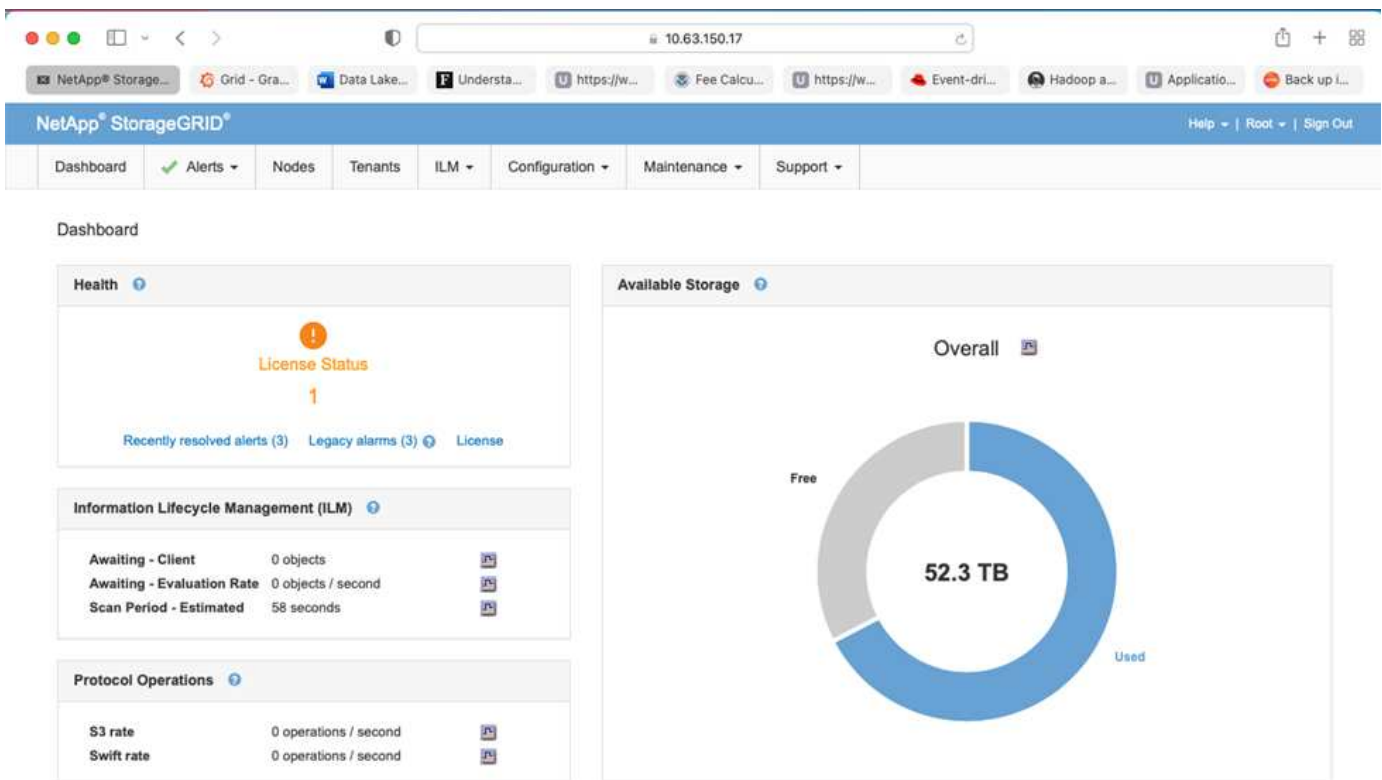 10.63.150.17
NetApp® Storage... Grid - Gra... Data Lake... Understa... https://w... Fee Calcu... https://w... Event-dri... Hadoop a... Applicatio... Back up i...
NetApp® StorageGRID® Help | Root | Sign Out
Dashboard Alerts Nodes Tenants ILM Configuration Maintenance Support
Dashboard
Health
License Status
1
Recently resolved alerts (3) Legacy alarms (3) License
Information Lifecycle Management (ILM)
Awaiting - Client 0 objects
Awaiting - Evaluation Rate 0 objects / second
Scan Period - Estimated 58 seconds
Protocol Operations
S3 rate 0 operations / second
Swift rate 0 operations / second
Available Storage
Overall
Free
52.3 TB
Used